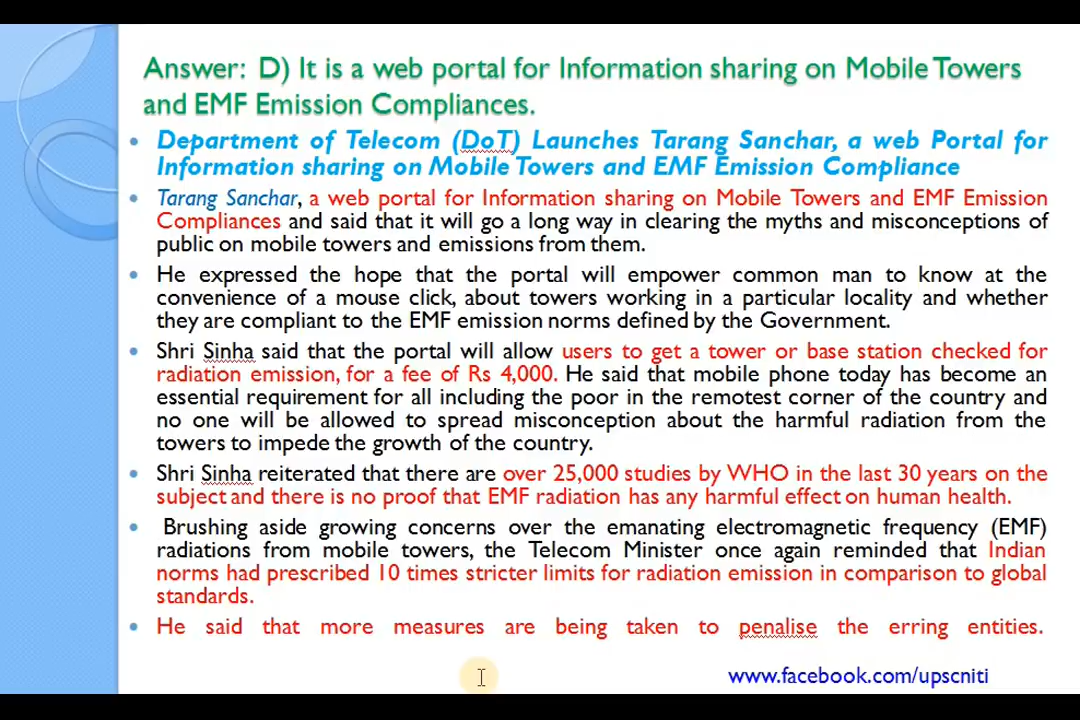 Answer: D) It is a web portal for Information sharing on Mobile Towers
and EMF Emission Compliances.
Department of Telecom (DoT) Launches Tarang Sanchar, a web Portal for
Information sharing on Mobile Towers and EMF Emission Compliance
Tarang Sanchar, a web portal for Information sharing on Mobile Towers and EMF Emission
Compliances and said that it will go a long way in clearing the myths and misconceptions of
public on mobile towers and emissions from them.
He expressed the hope that the portal will empower common man to know at the
convenience of a mouse click, about towers working in a particular locality and whether
they are compliant to the EMF emission norms defined by the Government.
Shri Sinha said that the portal will allow users to get a tower or base station checked for
radiation emission, for a fee of Rs 4,000. He said that mobile phone today has become an
essential requirement for all including the poor in the remotest corner of the country and
no one will be allowed to spread misconception about the harmful radiation from the
towers to impede the growth of the country.
Shri Sinha reiterated that there are over 25,000 studies by WHO in the last 30 years on the
subject and there is no proof that EMF radiation has any harmful effect on human health.
Brushing aside growing concerns over the emanating electromagnetic frequency (EMF)
radiations from mobile towers, the Telecom Minister once again reminded that Indian
norms had prescribed 10 times stricter limits for radiation emission in comparison to global
standards.
He said that more measures are being taken to penalise the erring entities.
www.facebook.com/upscniti